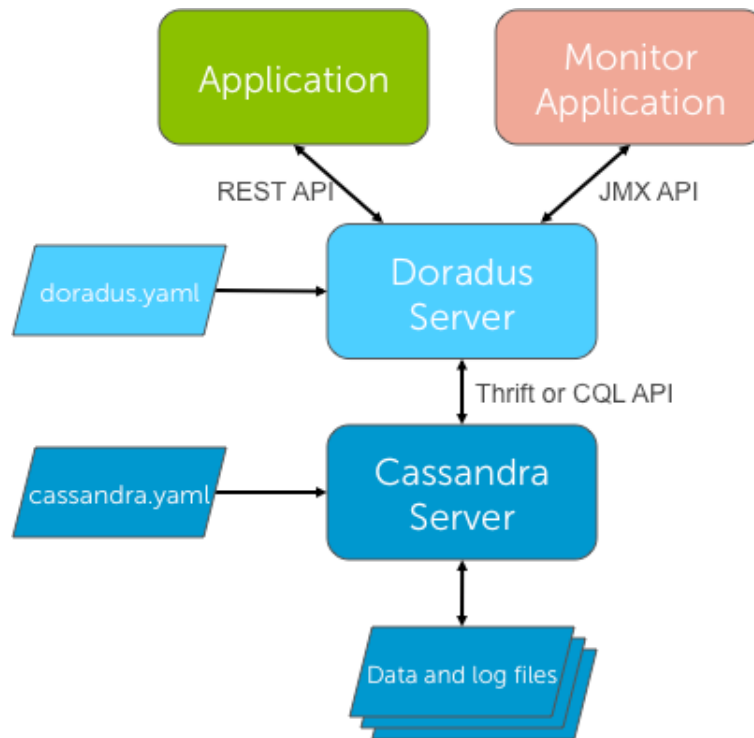 Application
Monitor
Application
REST API
JMX API
doradus.yaml
Doradus
Server
Thrift or CQL API
cassandra.yaml
Cassandra
Server
Data and log files